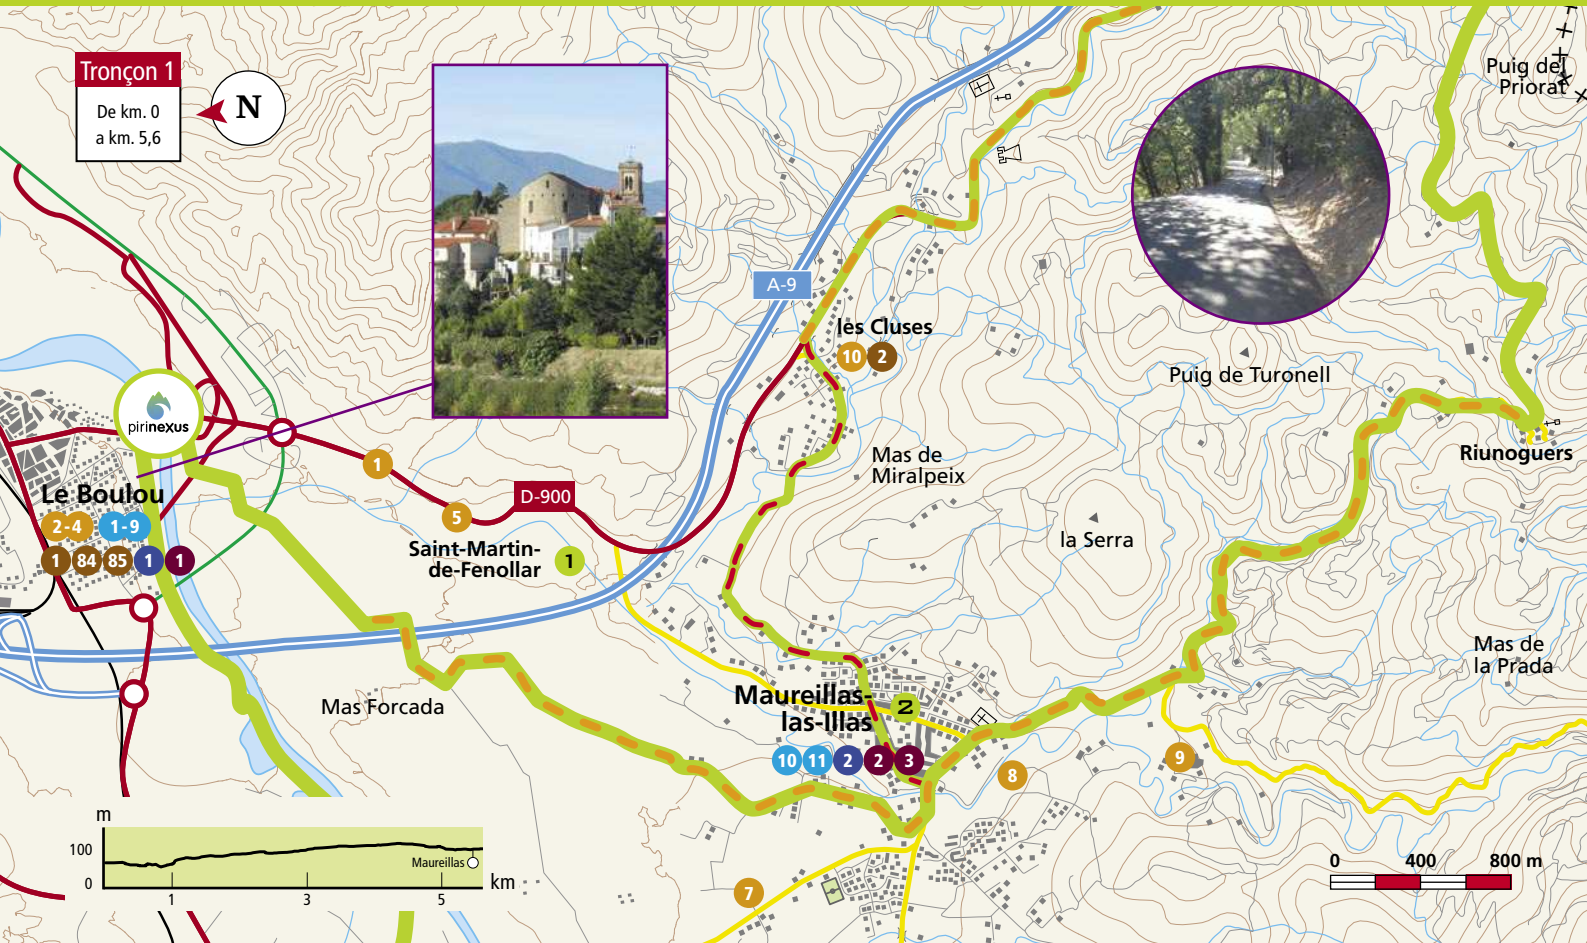 Tronçon 1
De km. 0
a km. 5,6
N
Puig del
Priorat
A-9
les Cluses
10 2
Puig de Turonell
pirinexus
1
Riunoguers
Mas de
Miralpeix
Le Boulou
D-900
2-4 1-9
5
la Serra
Saint-Martin-
de-Fenollar
1
1 84 85 1 1
Mas de
la Prada
Maureillas-
las-Illas
2
Mas Forcada
10 11 2 2 3
9
8
m
100
Maureillas
0
km
1 3 5
7
0 400 800 m